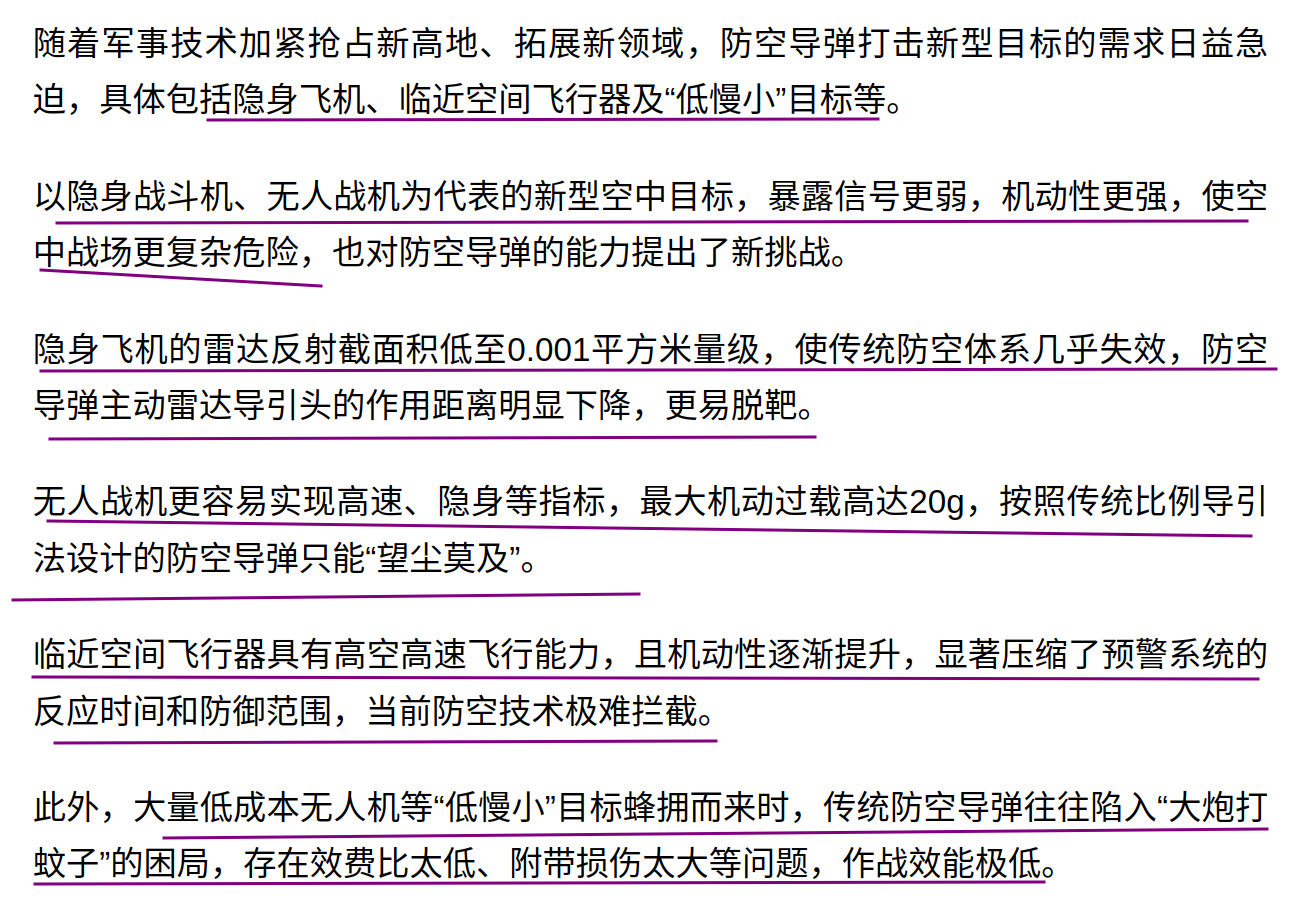 随着军事技术加紧抢占新高地、拓展新领域，防空导弹打击新型目标的需求日益急
迫，具体包括隐身飞机、临近空间飞行器及“低慢小”目标等。
以隐身战斗机、无人战机为代表的新型空中目标，暴露信号更弱，机动性更强，使空
中战场更复杂危险，也对防空导弹的能力提出了新挑战。
隐身飞机的雷达反射截面积低至0.001平方米量级，使传统防空体系几乎失效，防空
导弹主动雷达导引头的作用距离明显下降，更易脱靶。
无人战机更容易实现高速、隐身等指标，最大机动过载高达20g，按照传统比例导引
法设计的防空导弹只能“望尘莫及”。
临近空间飞行器具有高空高速飞行能力，且机动性逐渐提升，显著压缩了预警系统的
反应时间和防御范围，当前防空技术极难拦截。
此外，大量低成本无人机等“低慢小”目标蜂拥而来时，传统防空导弹往往陷入“大炮打
蚊子”的困局，存在效费比太低、附带损伤太大等问题，作战效能极低。